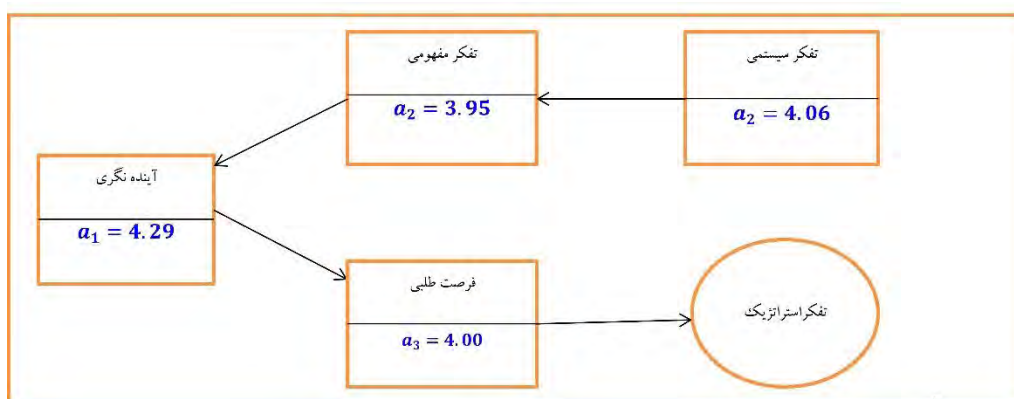 تفکر سیستمی
a₂ = 4.06
تفکر مفهومی
a₂ = 3.95
آینده نگری
a₁ = 4.29
فرصت طلبی
a₃ = 4.00
تفکراستراتژیک